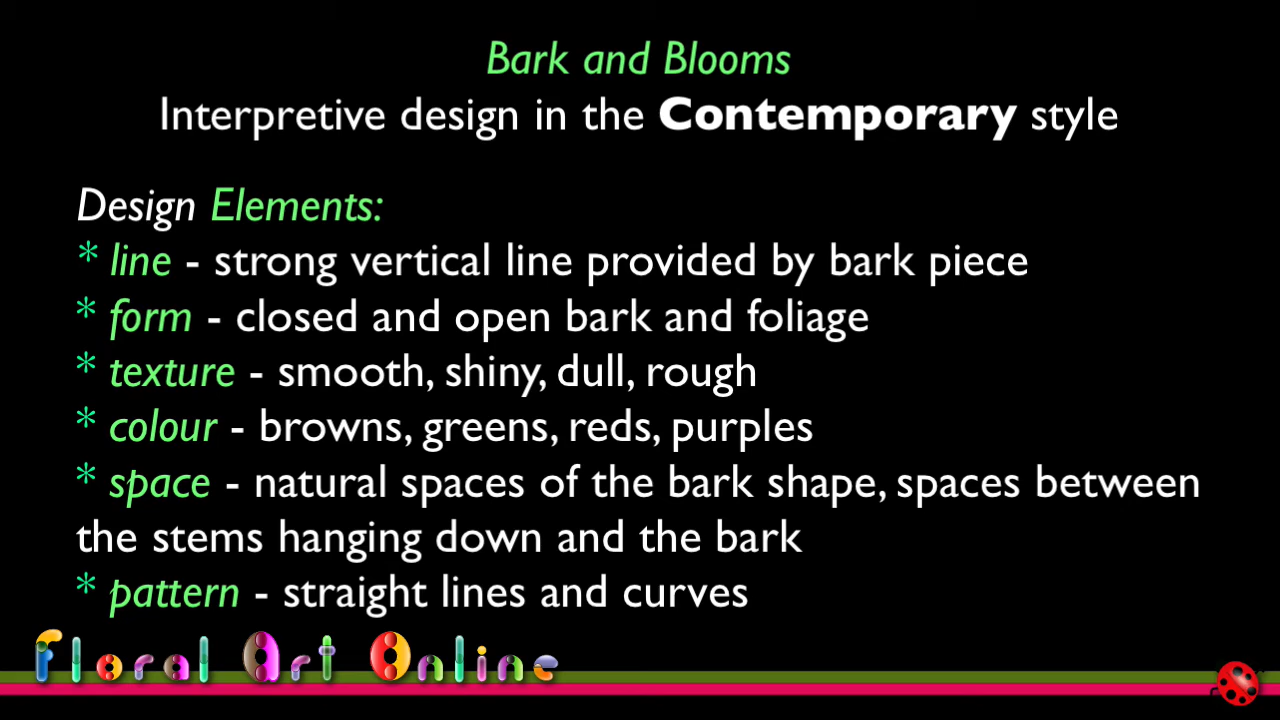 Bark and Blooms
Interpretive design in the Contemporary style
Design Elements:
* line - strong vertical line provided by bark piece
* form - closed and open bark and foliage
* texture - smooth, shiny, dull, rough
* colour - browns, greens, reds, purples
* space - natural spaces of the bark shape, spaces between
the stems hanging down and the bark
* pattern - straight lines and curves
Floral Art Online